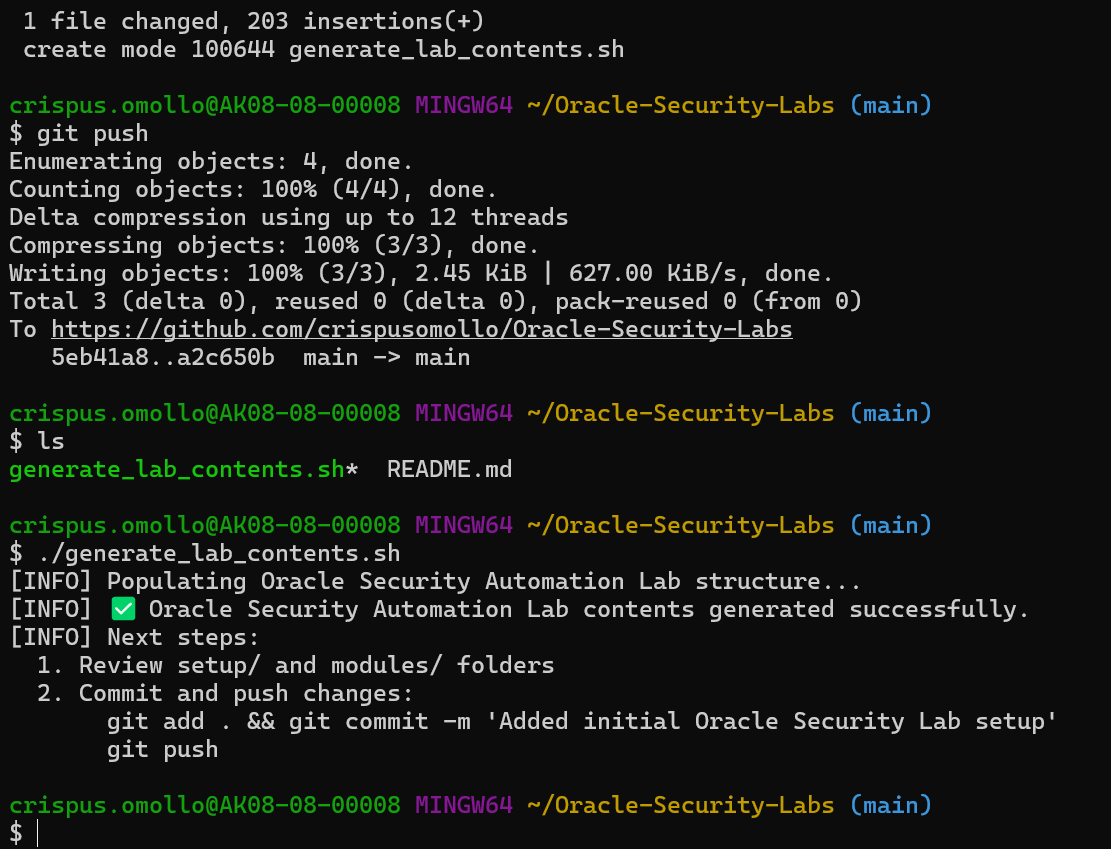 1 file changed, 203 insertions(+)
create mode 100644 generate_lab_contents.sh
crispus.omollo@AK08-08-00008 MINGW64 ~/Oracle-Security-Labs (main)
$ git push
Enumerating objects: 4, done.
Counting objects: 100% (4/4), done.
Delta compression using up to 12 threads
Compressing objects: 100% (3/3), done.
Writing objects: 100% (3/3), 2.45 KiB | 627.00 KiB/s, done.
Total 3 (delta 0), reused 0 (delta 0), pack-reused 0 (from 0)
To https://github.com/crispusomollo/Oracle-Security-Labs
5eb41a8..a2c650b  main -> main
crispus.omollo@AK08-08-00008 MINGW64 ~/Oracle-Security-Labs (main)
$ ls
generate_lab_contents.sh*  README.md
crispus.omollo@AK08-08-00008 MINGW64 ~/Oracle-Security-Labs (main)
$ ./generate_lab_contents.sh
[INFO] Populating Oracle Security Automation Lab structure...
[INFO] ✅ Oracle Security Automation Lab contents generated successfully.
[INFO] Next steps:
1. Review setup/ and modules/ folders
2. Commit and push changes:
git add . && git commit -m 'Added initial Oracle Security Lab setup'
git push
crispus.omollo@AK08-08-00008 MINGW64 ~/Oracle-Security-Labs (main)
$